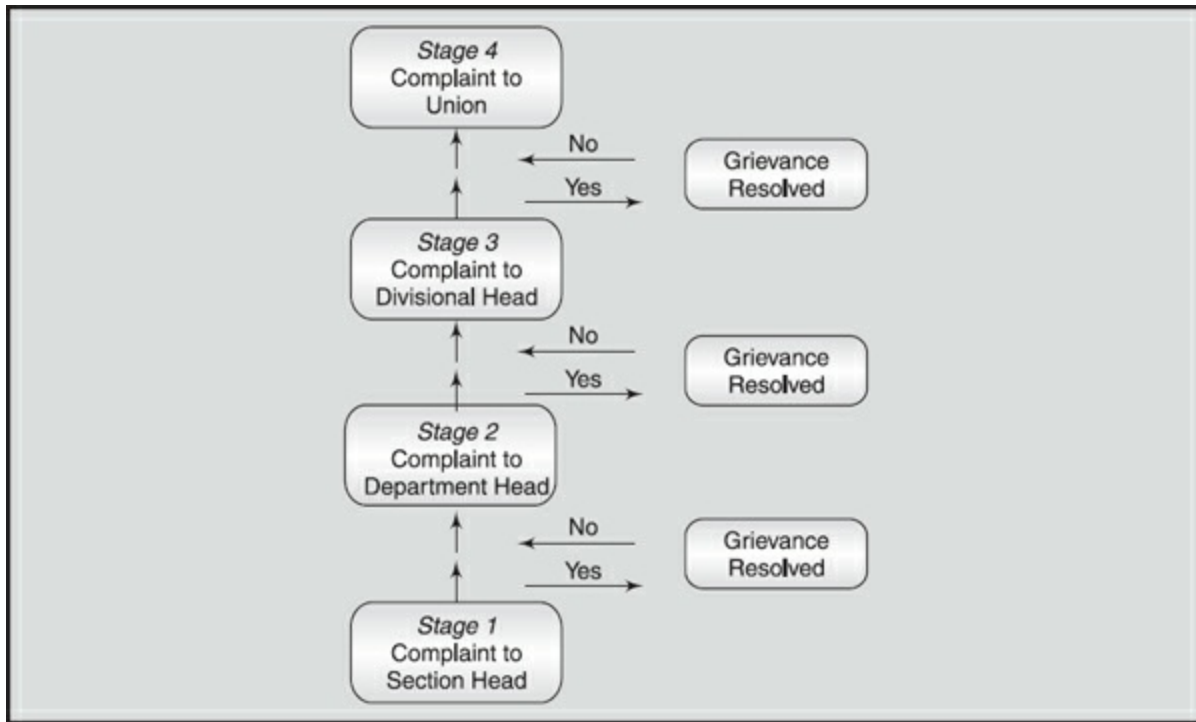 Stage 4
Complaint to
Union
No
Yes
Grievance
Resolved
Stage 3
Complaint to
Divisional Head
No
Yes
Grievance
Resolved
Stage 2
Complaint to
Department Head
No
Yes
Grievance
Resolved
Stage 1
Complaint to
Section Head